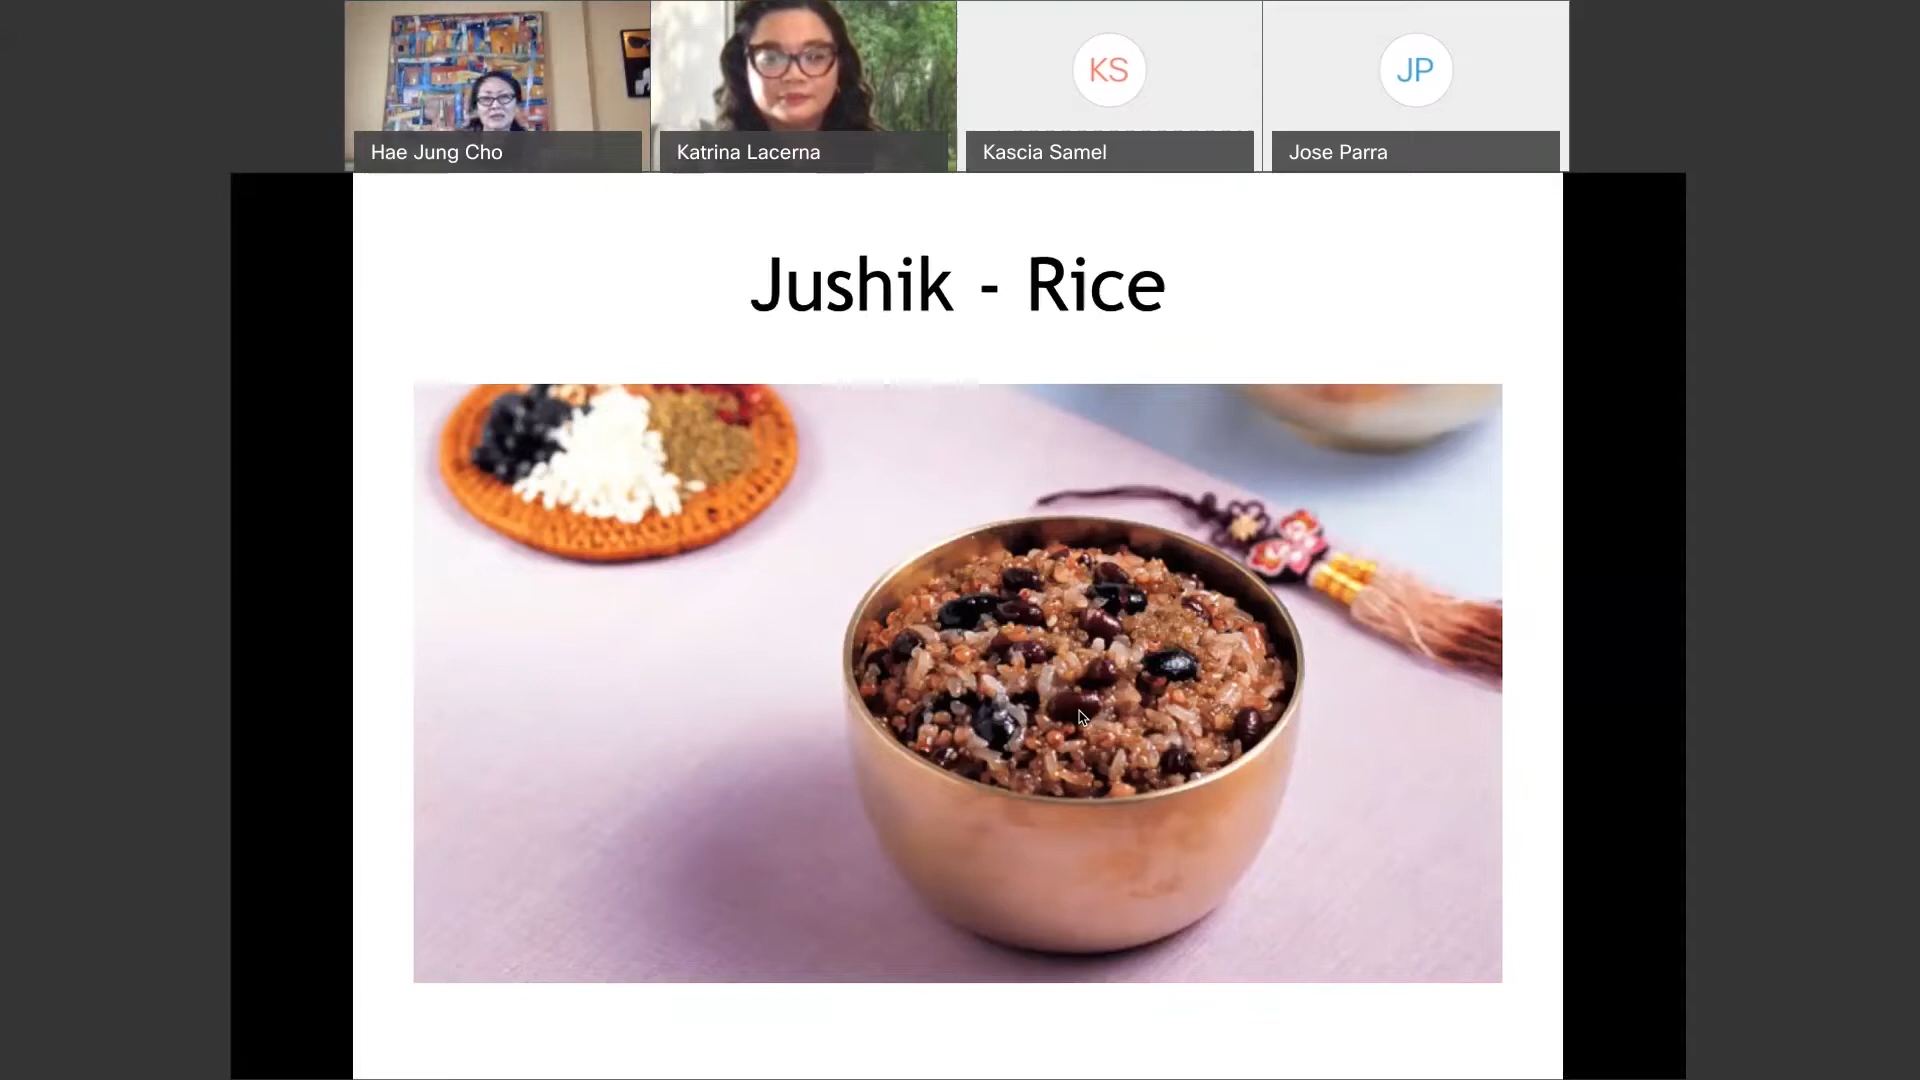 Hae Jung Cho
Katrina Lacerna
KS
Kascia Samel
JP
Jose Parra
Jushik - Rice